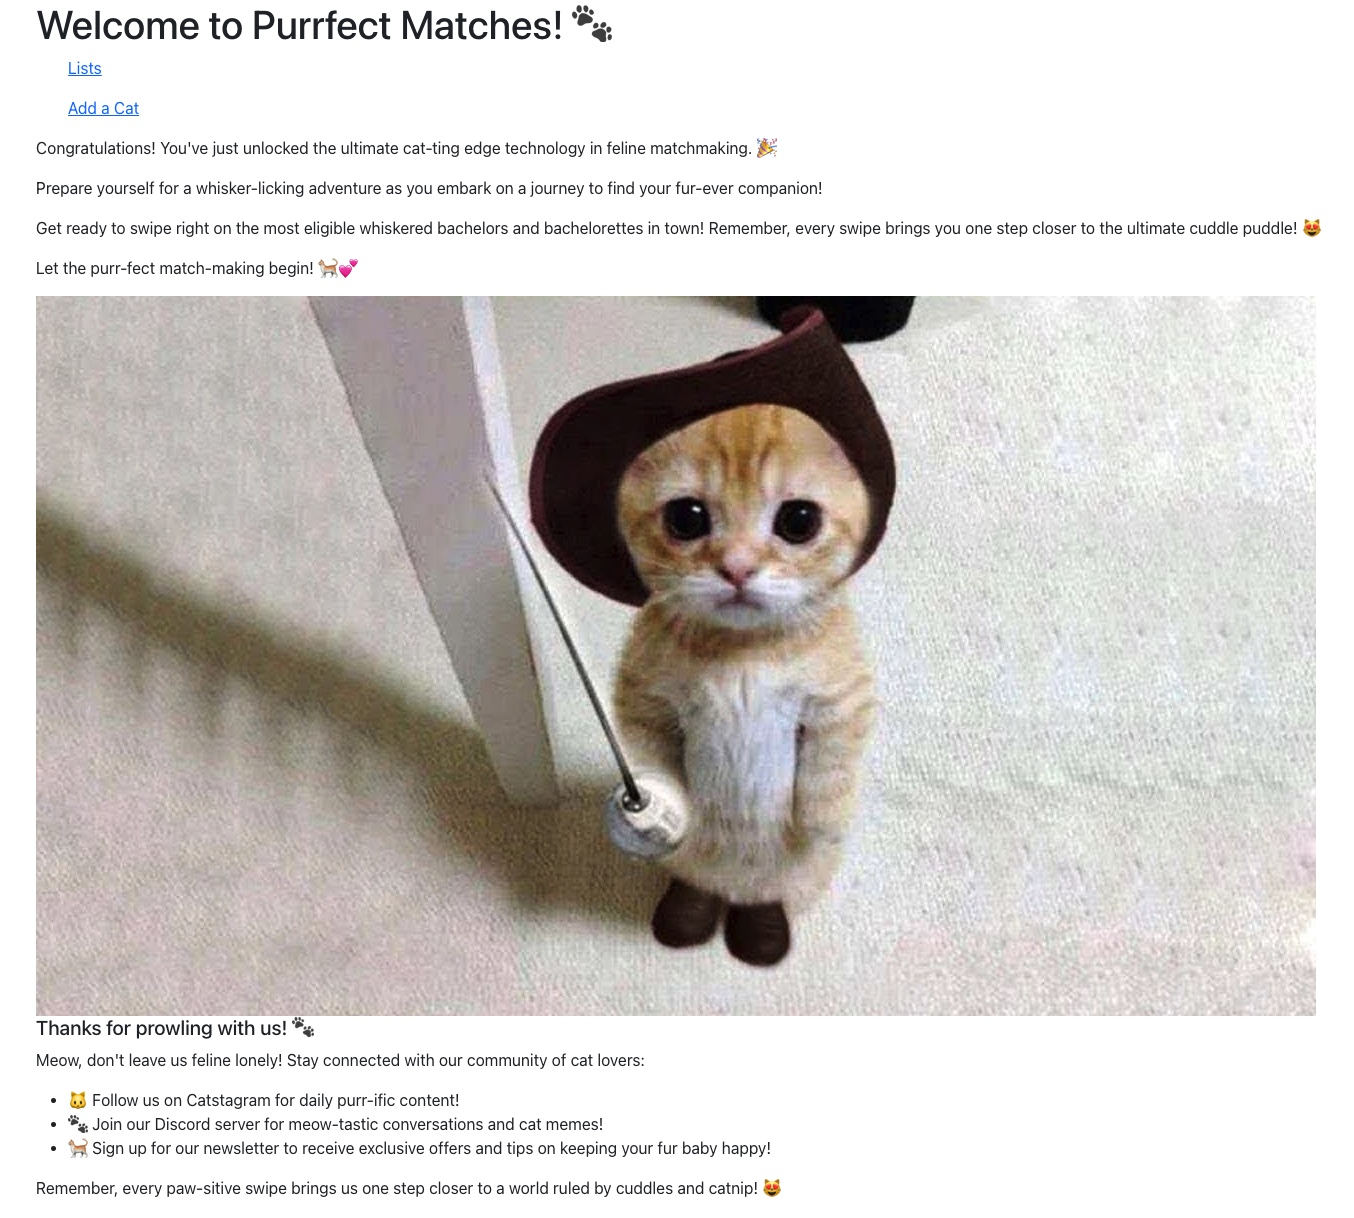 Welcome to Purrfect Matches! 🐾
Lists
Add a Cat
Congratulations! You've just unlocked the ultimate cat-ting edge technology in feline matchmaking. 🎉
Prepare yourself for a whisker-licking adventure as you embark on a journey to find your fur-ever companion!
Get ready to swipe right on the most eligible whiskered bachelors and bachelorettes in town! Remember, every swipe brings you one step closer to the ultimate cuddle puddle! 😻
Let the purr-fect match-making begin! 🐈💕
Thanks for prowling with us! 🐾
Meow, don't leave us feline lonely! Stay connected with our community of cat lovers:
• 🐱 Follow us on Catstagram for daily purr-ific content!
• 🐾 Join our Discord server for meow-tastic conversations and cat memes!
• 🐈 Sign up for our newsletter to receive exclusive offers and tips on keeping your fur baby happy!
Remember, every paw-sitive swipe brings us one step closer to a world ruled by cuddles and catnip! 😻